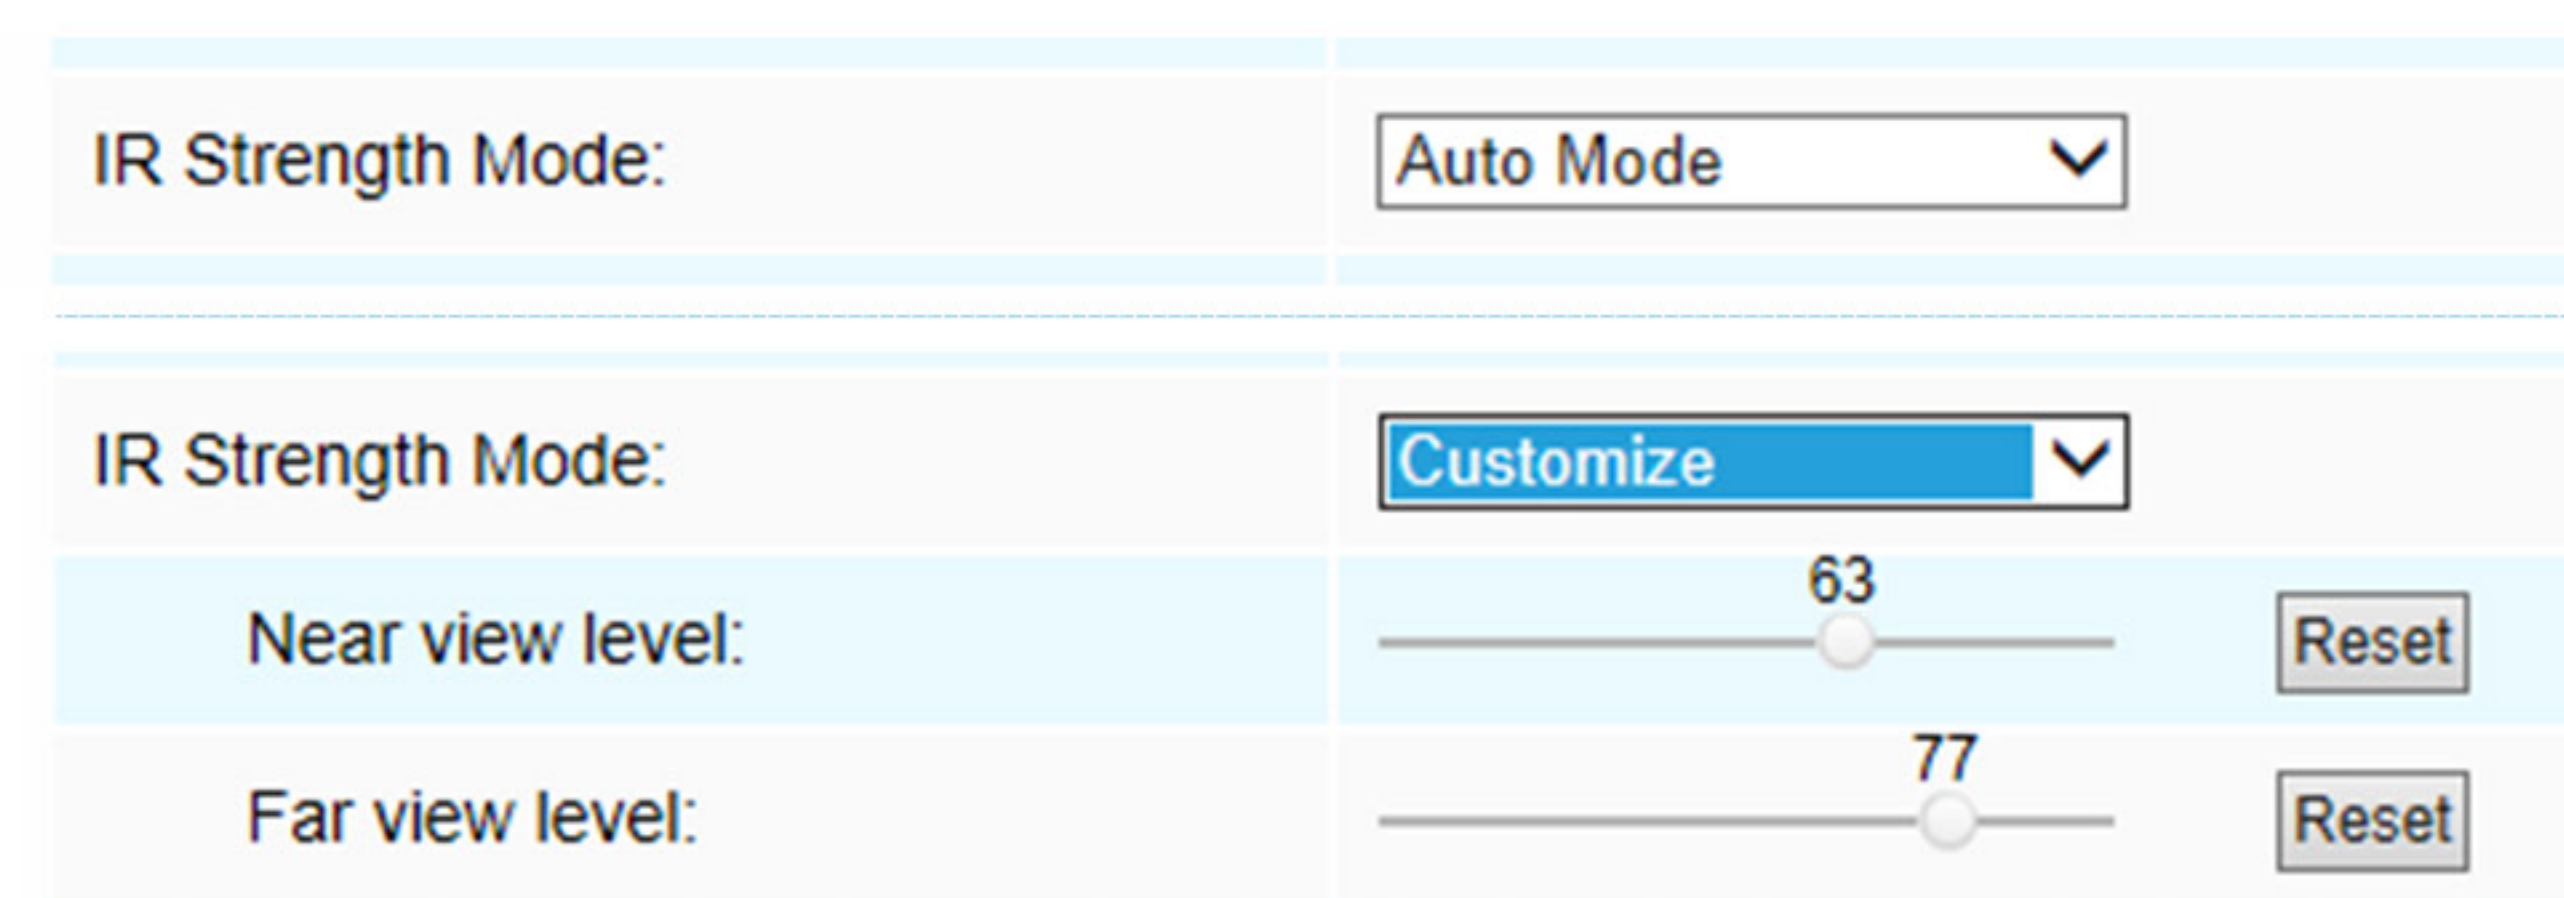 IR Strength Mode: Auto Mode
IR Strength Mode: Customize
63
Near view level: Reset
77
Far view level: Reset